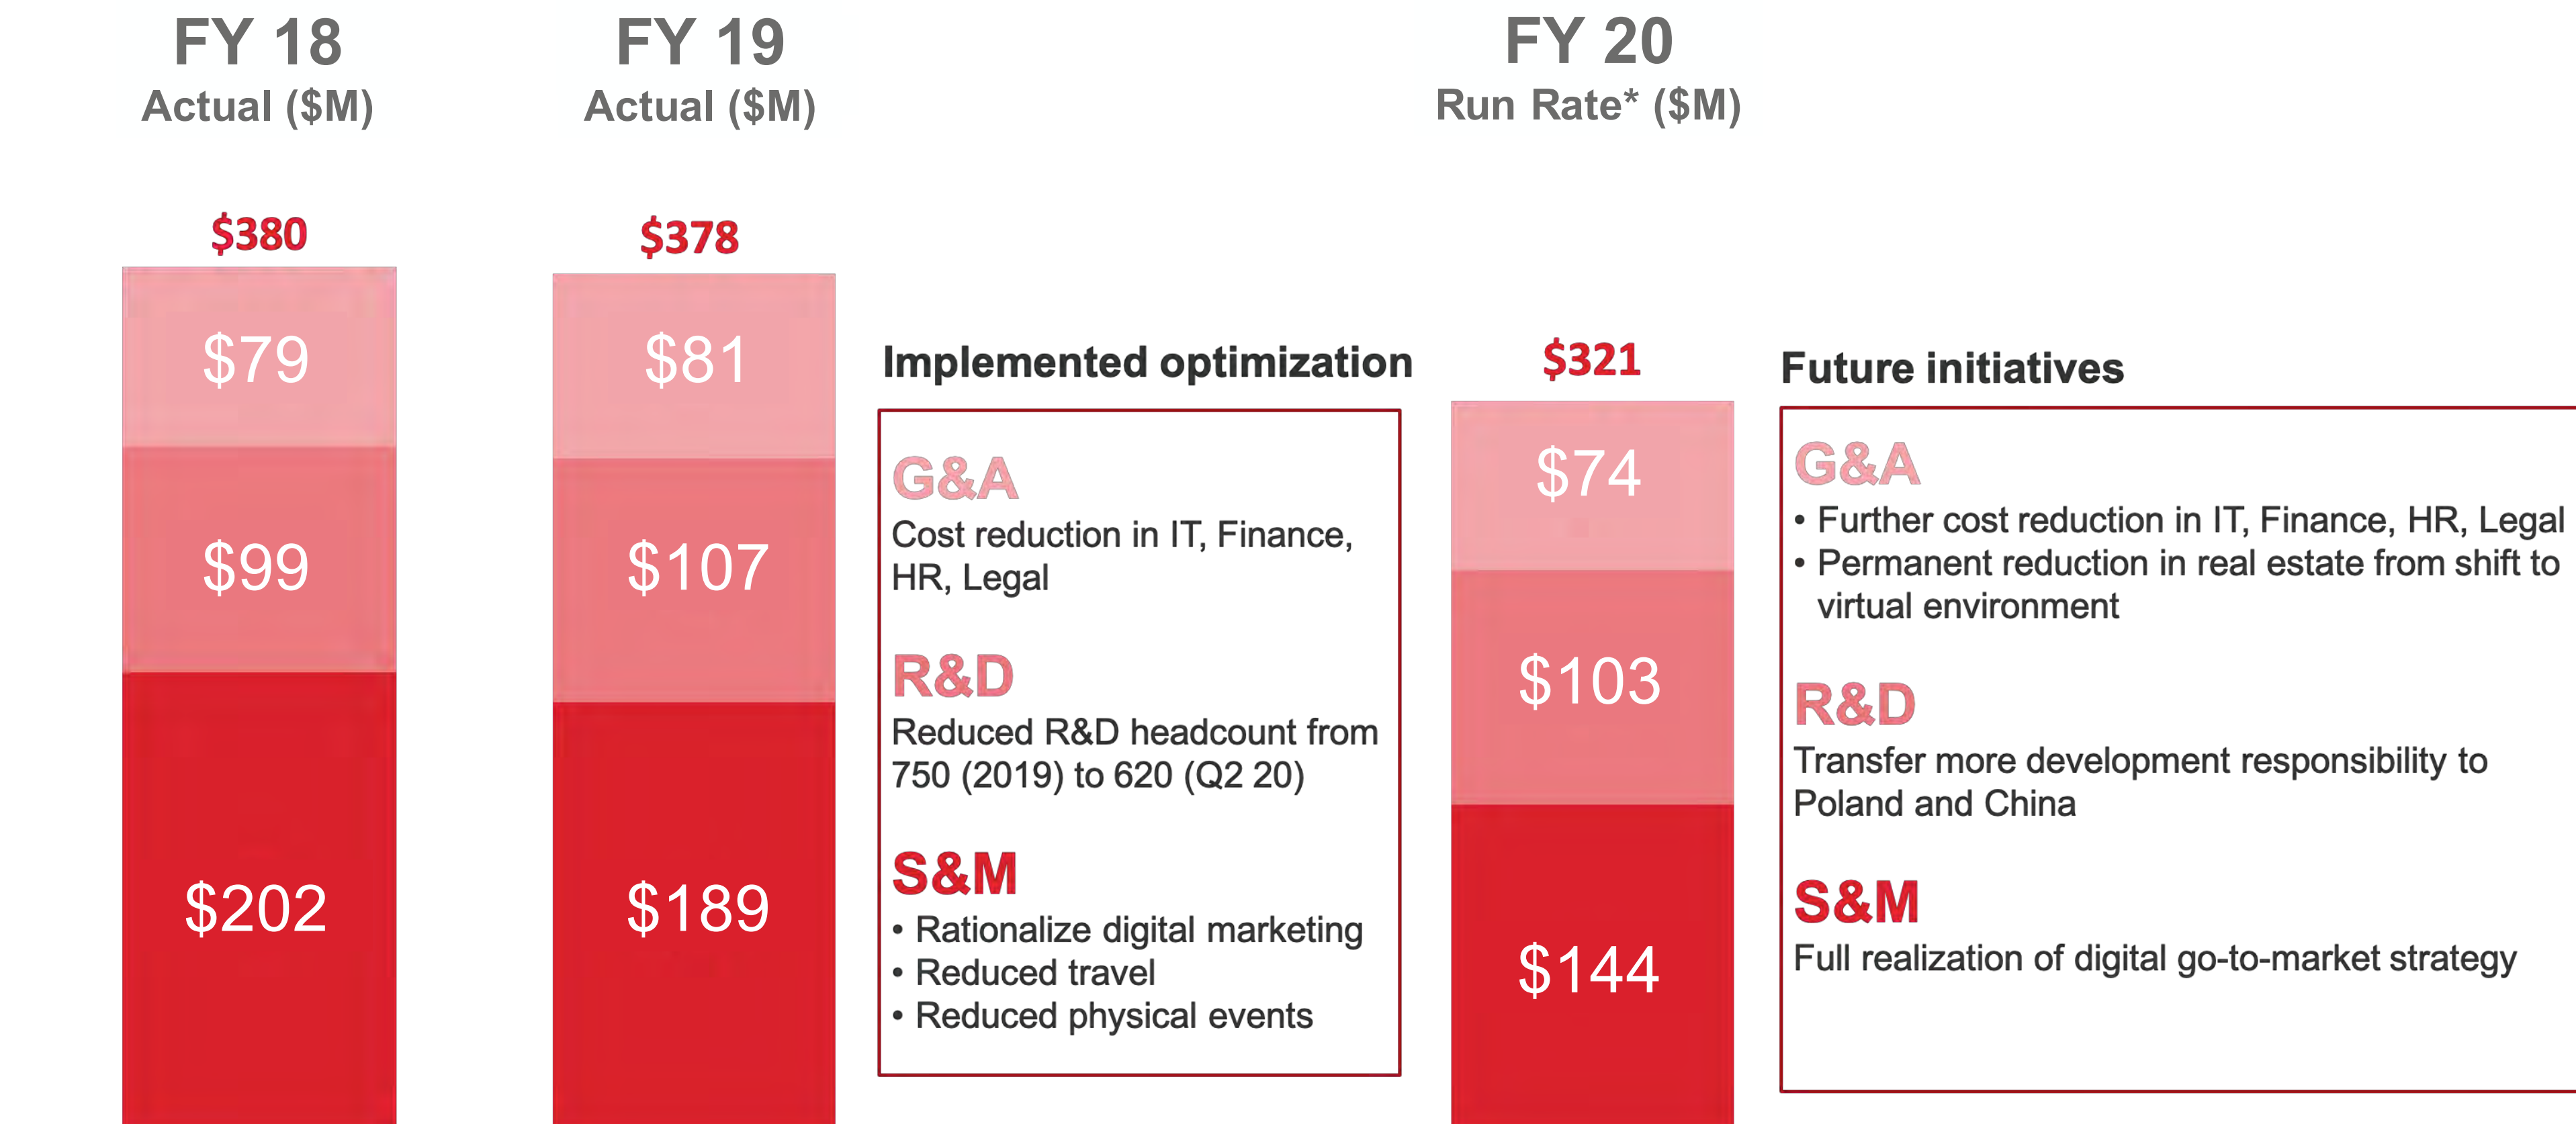 FY 18
Actual ($M)
FY 19
Actual ($M)
FY 20
Run Rate* ($M)
$380
$79
$99
$202
$378
$81
$107
$189
Implemented optimization
G&A
Cost reduction in IT, Finance,
HR, Legal
R&D
Reduced R&D headcount from
750 (2019) to 620 (Q2 20)
S&M
• Rationalize digital marketing
• Reduced travel
• Reduced physical events
$321
$74
$103
$144
Future initiatives
G&A
• Further cost reduction in IT, Finance, HR, Legal
• Permanent reduction in real estate from shift to
virtual environment
R&D
Transfer more development responsibility to
Poland and China
S&M
Full realization of digital go-to-market strategy